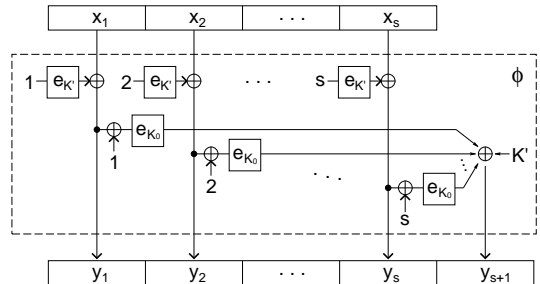 x1 x2 · · · xs
ϕ
1 eK' 2 eK' · · · s eK'
eK0
1
eK0
2
K'
· · ·
eK0
s
y1 y2 · · · ys ys+1